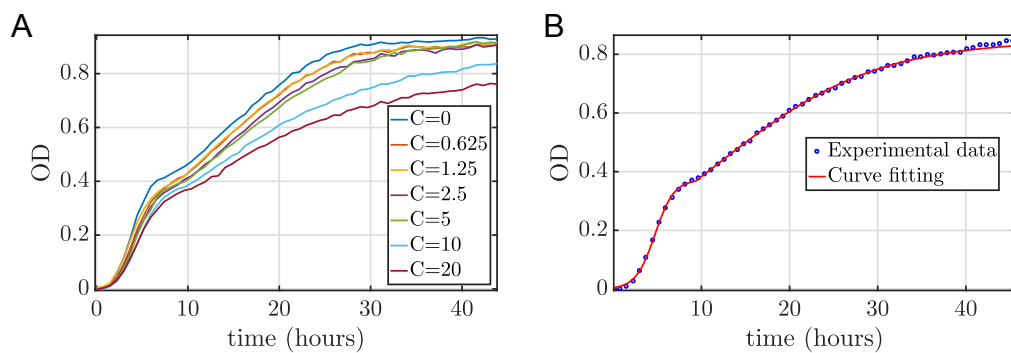 A
OD
0.8
0.6
0.4
0.2
0
0 10 20 30 40
time (hours)
C=0
C=0.625
C=1.25
C=2.5
C=5
C=10
C=20
B
OD
0.8
0.6
0.4
0.2
0
10 20 30 40
time (hours)
Experimental data
Curve fitting